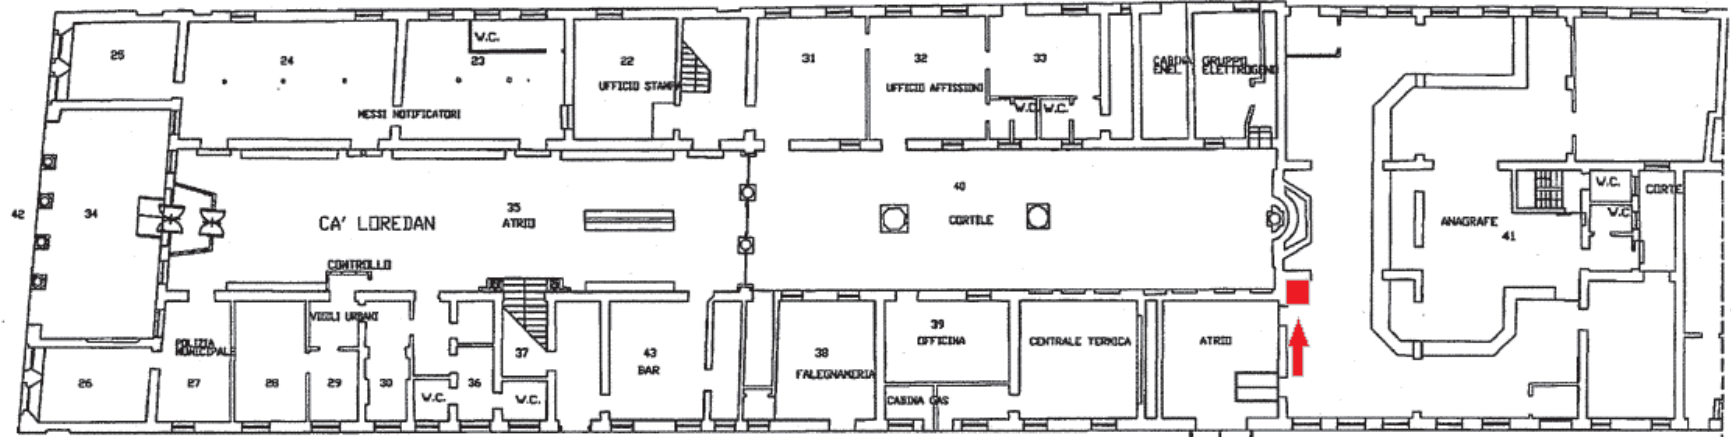 25
24
W.C.
23
22
UFFICIO STAMPA
MESSI NOTIFICATORI
31
32
UFFICIO AFFISSIONI
33
W.C.
W.C.
CABINA
ENEL
GRUPPO
ELETTROGENO
42
34
CA' LOREDAN
35
ATRIO
40
CORTILE
W.C.
W.C
CORTE
ANAGRAFE
41
CONTROLLO
VIGILI URBANI
POLIZIA
MUNICIPALE
26
27
28
29
30
W.C.
36
37
W.C.
43
BAR
38
FALEGNAMERIA
39
OFFICINA
CABINA GAS
CENTRALE TERMICA
ATRIO